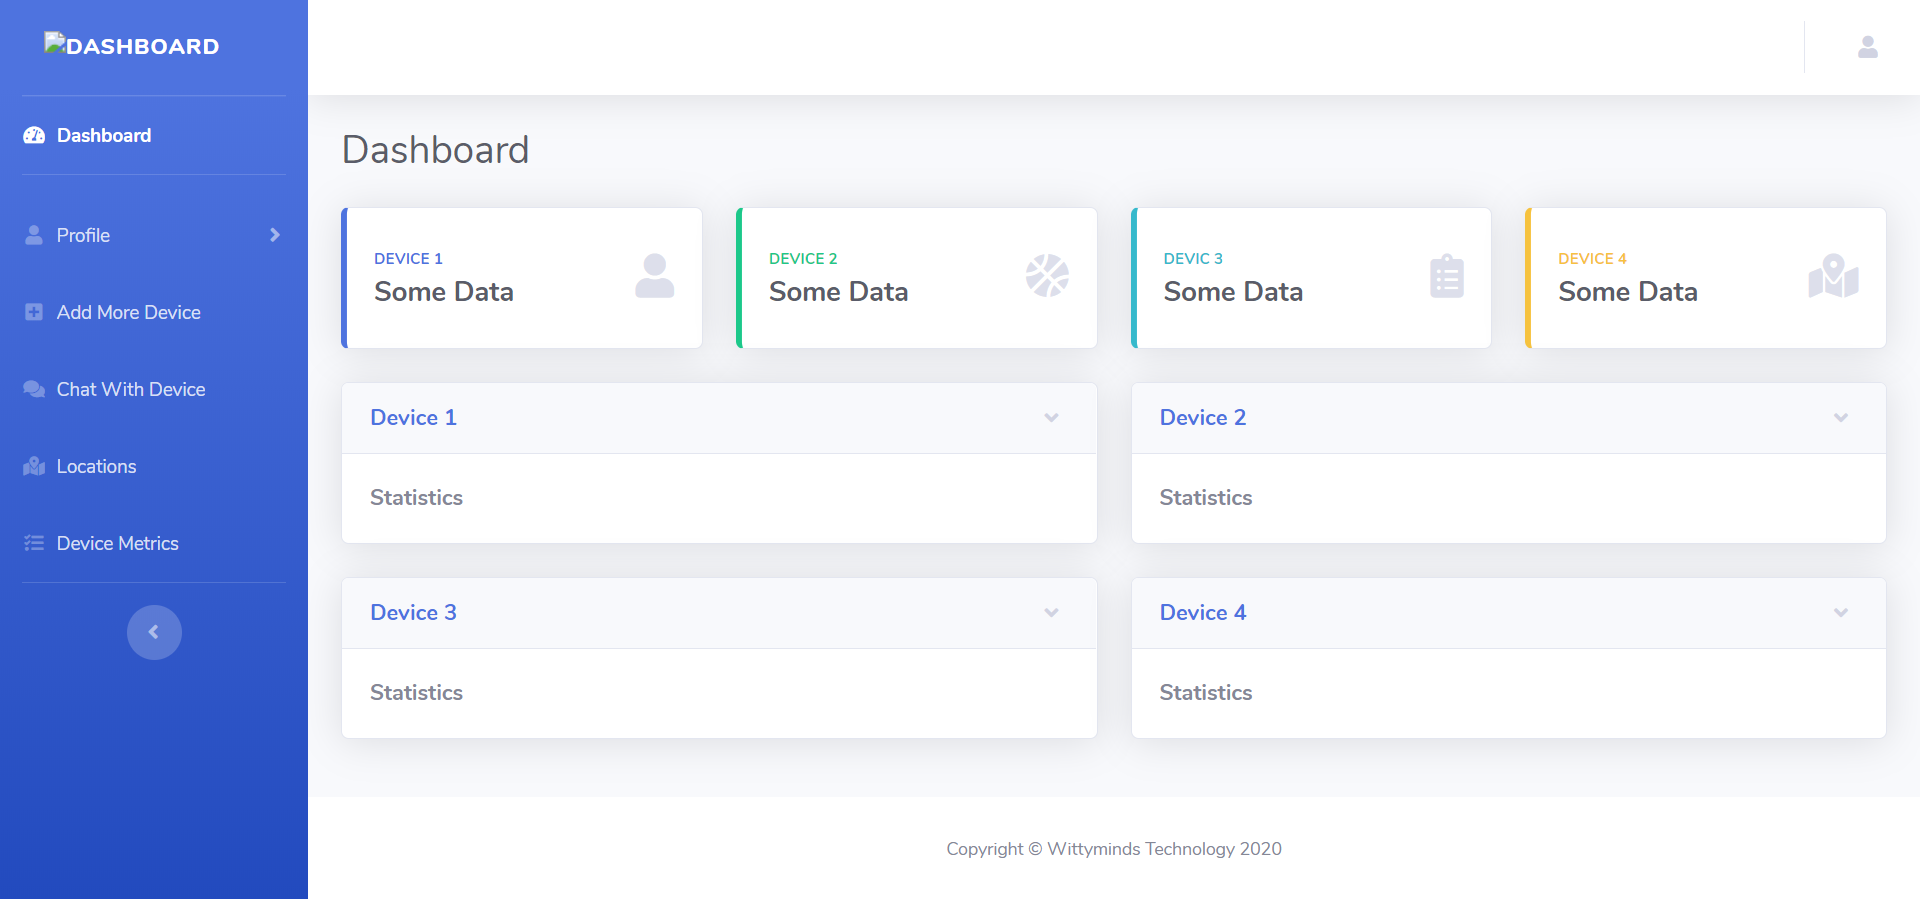 DASHBOARD
Dashboard
Profile
Add More Device
Chat With Device
Locations
Device Metrics
Dashboard
DEVICE 1
Some Data
DEVICE 2
Some Data
DEVIC 3
Some Data
DEVICE 4
Some Data
Device 1
Statistics
Device 2
Statistics
Device 3
Statistics
Device 4
Statistics
Copyright © Wittyminds Technology 2020